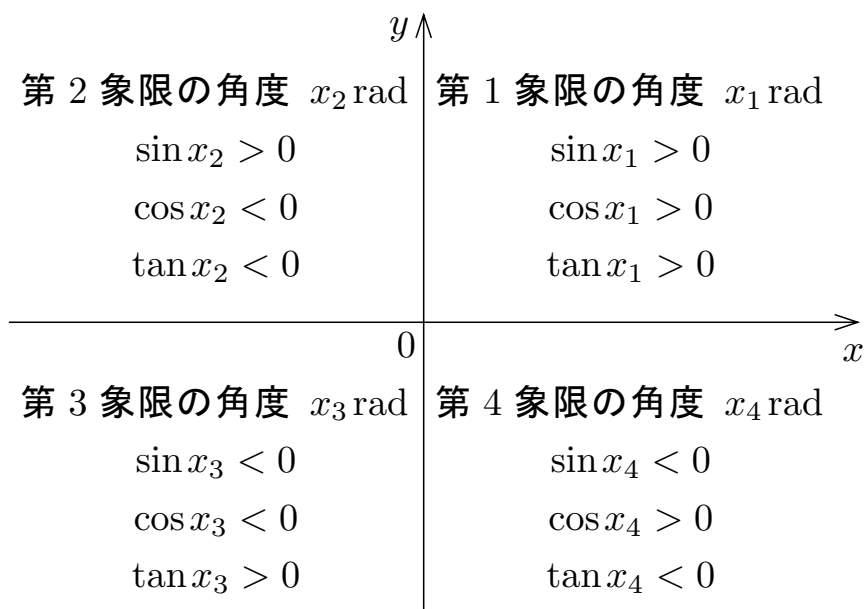 y
第 2 象限の角度 x₂ rad
sin x₂ > 0
cos x₂ < 0
tan x₂ < 0
第 1 象限の角度 x₁ rad
sin x₁ > 0
cos x₁ > 0
tan x₁ > 0
0
x
第 3 象限の角度 x₃ rad
sin x₃ < 0
cos x₃ < 0
tan x₃ > 0
第 4 象限の角度 x₄ rad
sin x₄ < 0
cos x₄ > 0
tan x₄ < 0